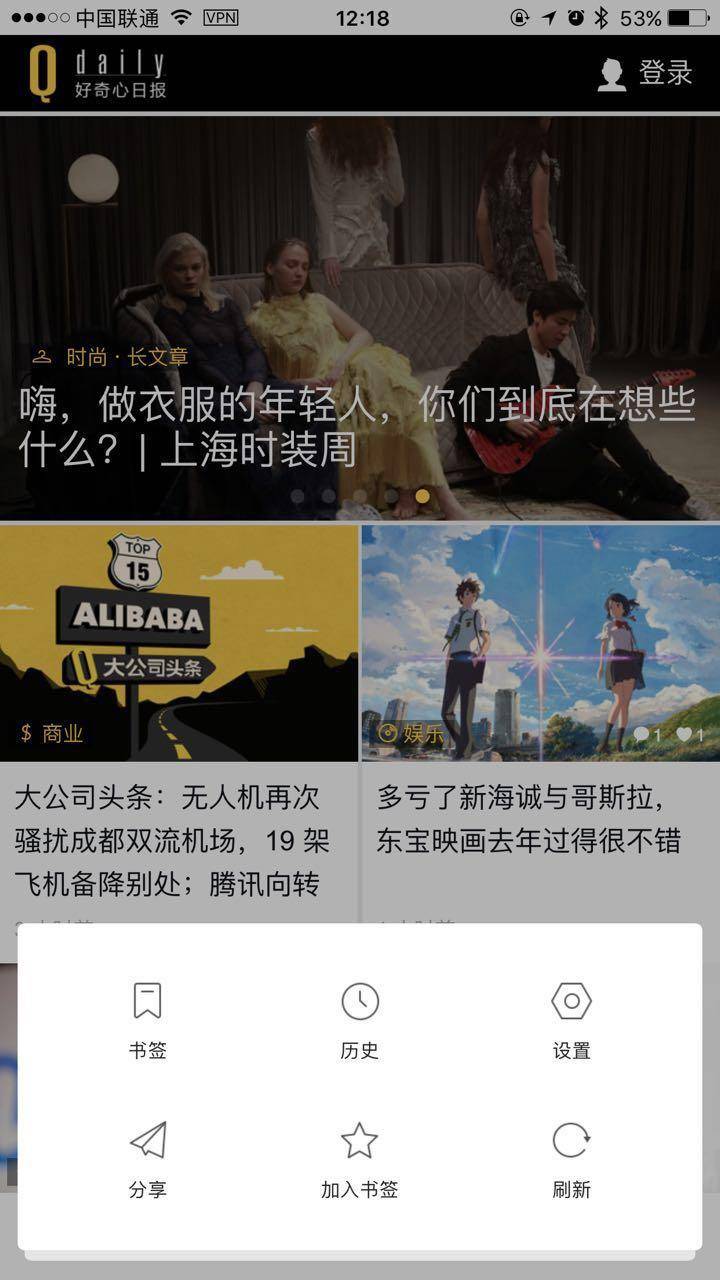 中国联通 VPN 12:18 53%
Q daily
好奇心日报
登录
时尚 · 长文章
嗨，做衣服的年轻人，你们到底在想些
什么？| 上海时装周
TOP
15
ALIBABA
Q 大公司头条
$ 商业
大公司头条：无人机再次
骚扰成都双流机场，19 架
飞机备降别处；腾讯向转
娱乐
1 1
多亏了新海诚与哥斯拉，
东宝映画去年过得很不错
书签 历史 设置
分享 加入书签 刷新